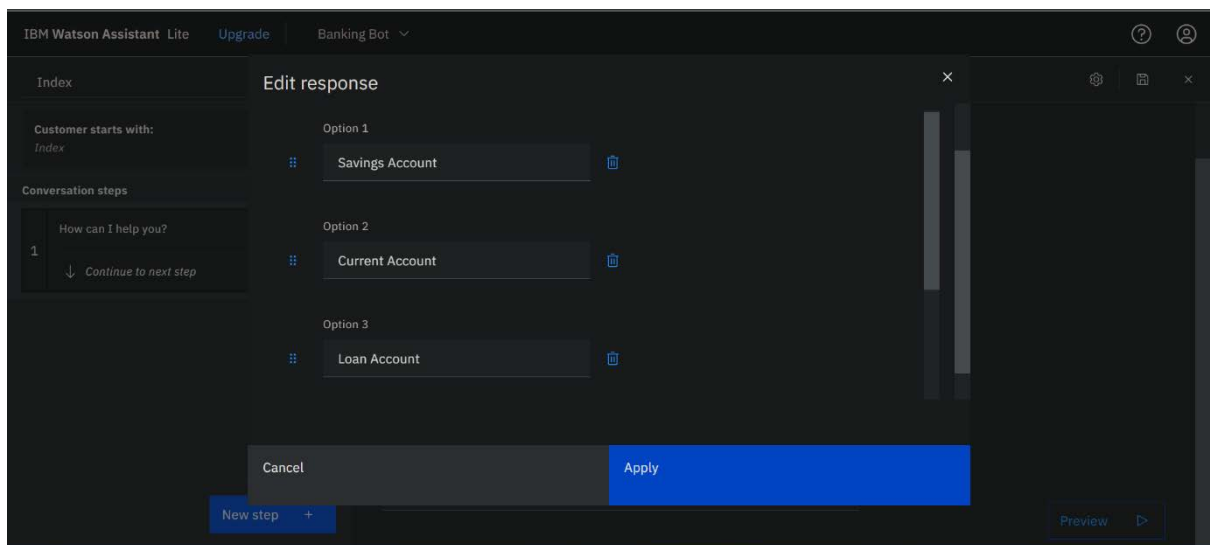 IBM Watson Assistant Lite Upgrade Banking Bot
Index
Edit response
Customer starts with:
Index
Conversation steps
1
How can I help you?
Continue to next step
Option 1
Savings Account
Option 2
Current Account
Option 3
Loan Account
Cancel
Apply
New step +
Preview